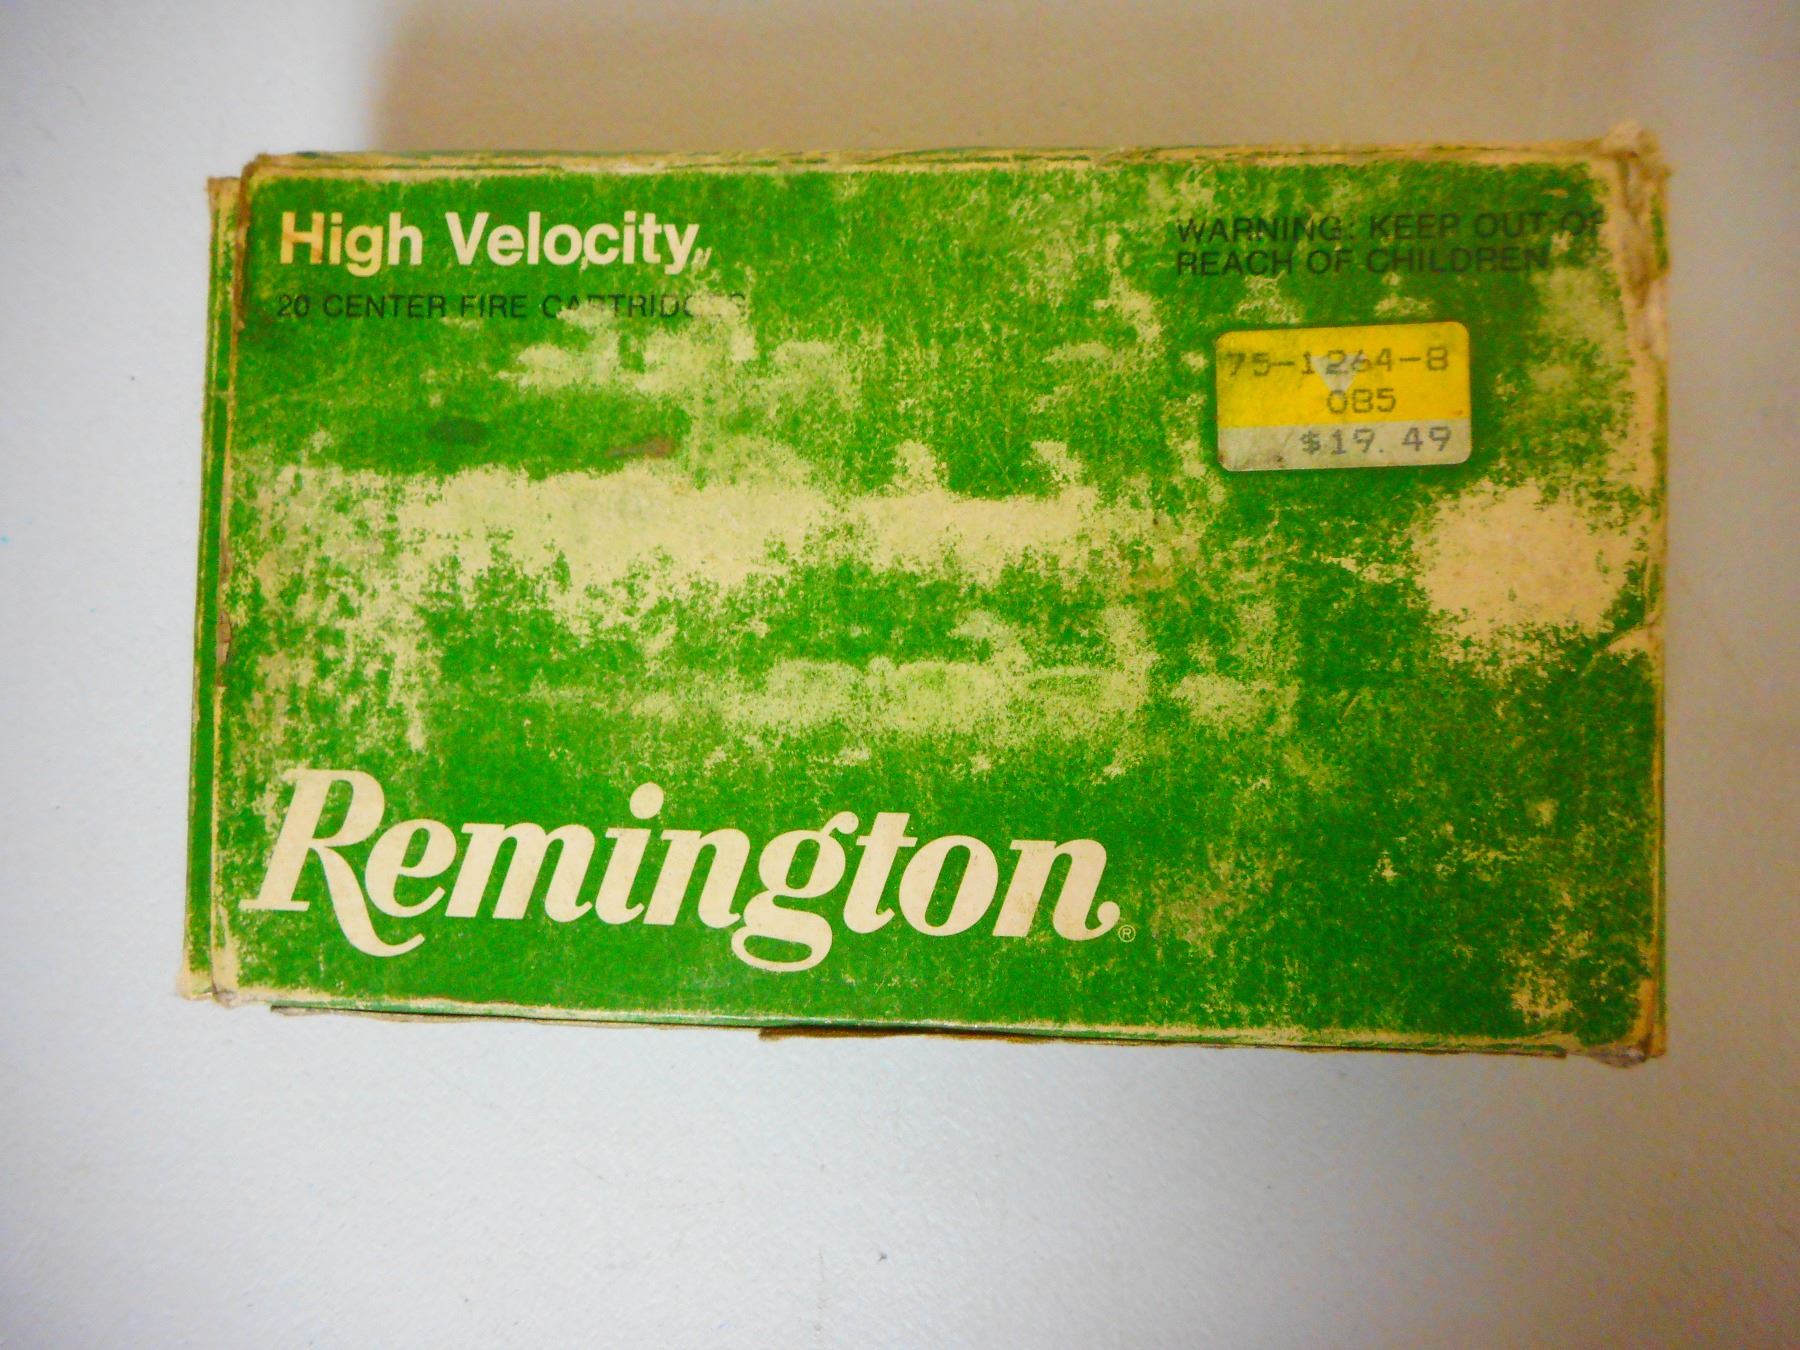 High Velocity
20 CENTER FIRE CARTRIDGES
WARNING: KEEP OUT OF
REACH OF CHILDREN
75-1264-8
085
$19.49
Remington®